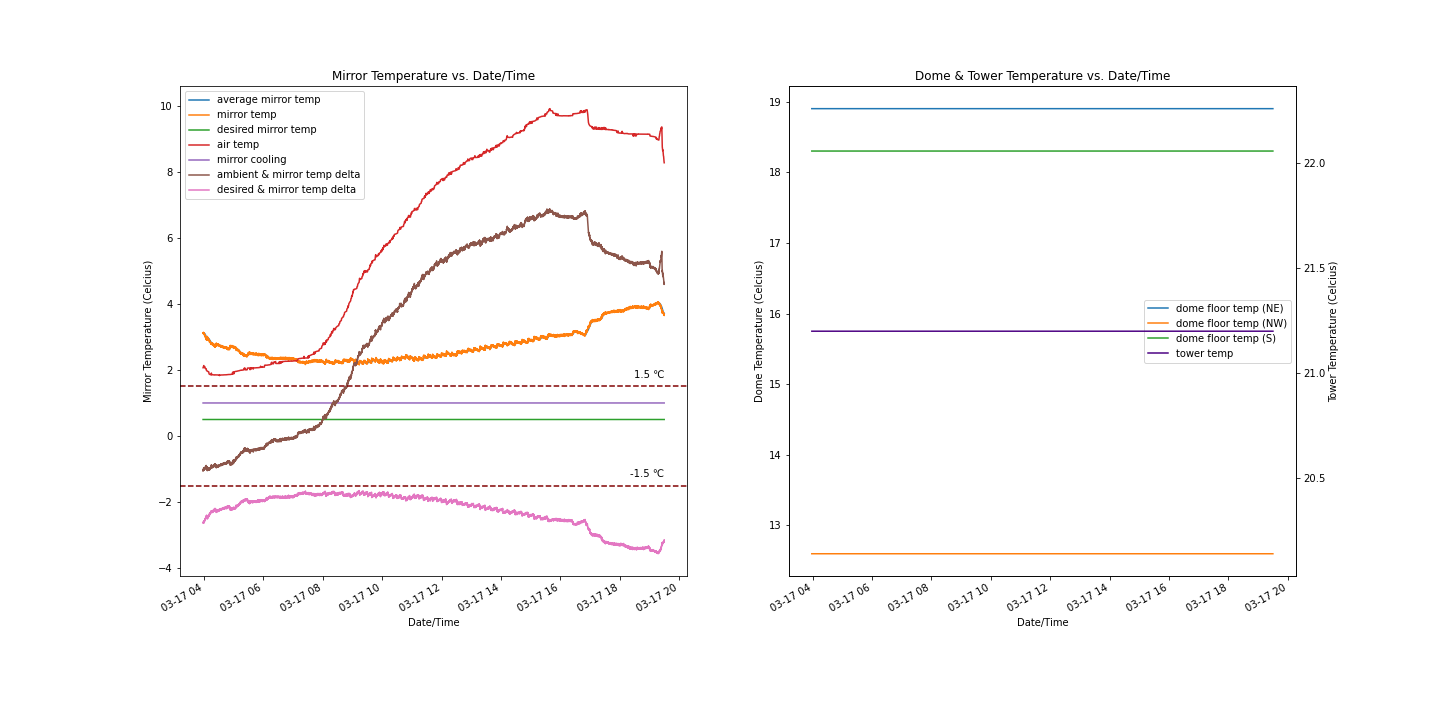 Mirror Temperature vs. Date/Time
Mirror Temperature (Celcius)
10
8
6
4
2
0
−2
−4
average mirror temp
mirror temp
desired mirror temp
air temp
mirror cooling
ambient & mirror temp delta
desired & mirror temp delta
1.5 ℃
-1.5 ℃
03-17 04
03-17 06
03-17 08
03-17 10
03-17 12
03-17 14
03-17 16
03-17 18
03-17 20
Date/Time
Dome & Tower Temperature vs. Date/Time
Dome Temperature (Celcius)
19
18
17
16
15
14
13
dome floor temp (NE)
dome floor temp (NW)
dome floor temp (S)
tower temp
22.0
21.5
21.0
20.5
Tower Temperature (Celcius)
03-17 04
03-17 06
03-17 08
03-17 10
03-17 12
03-17 14
03-17 16
03-17 18
03-17 20
Date/Time